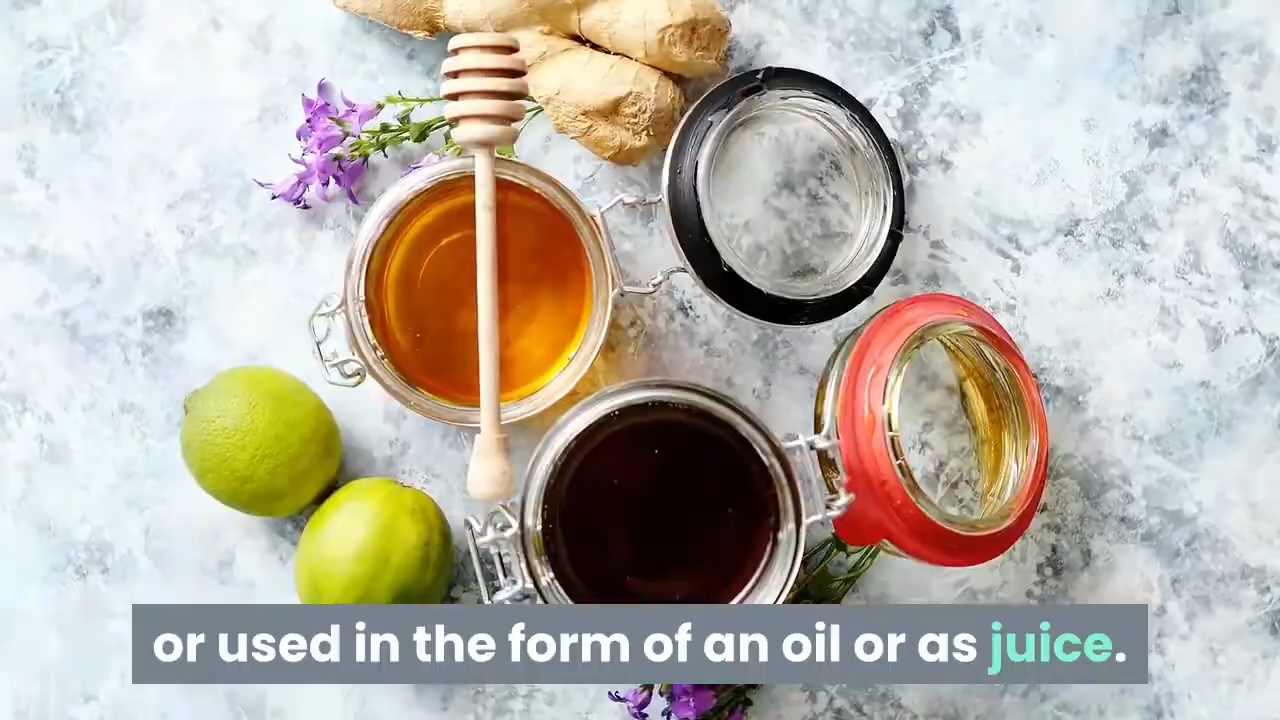 or used in the form of an oil or as juice.